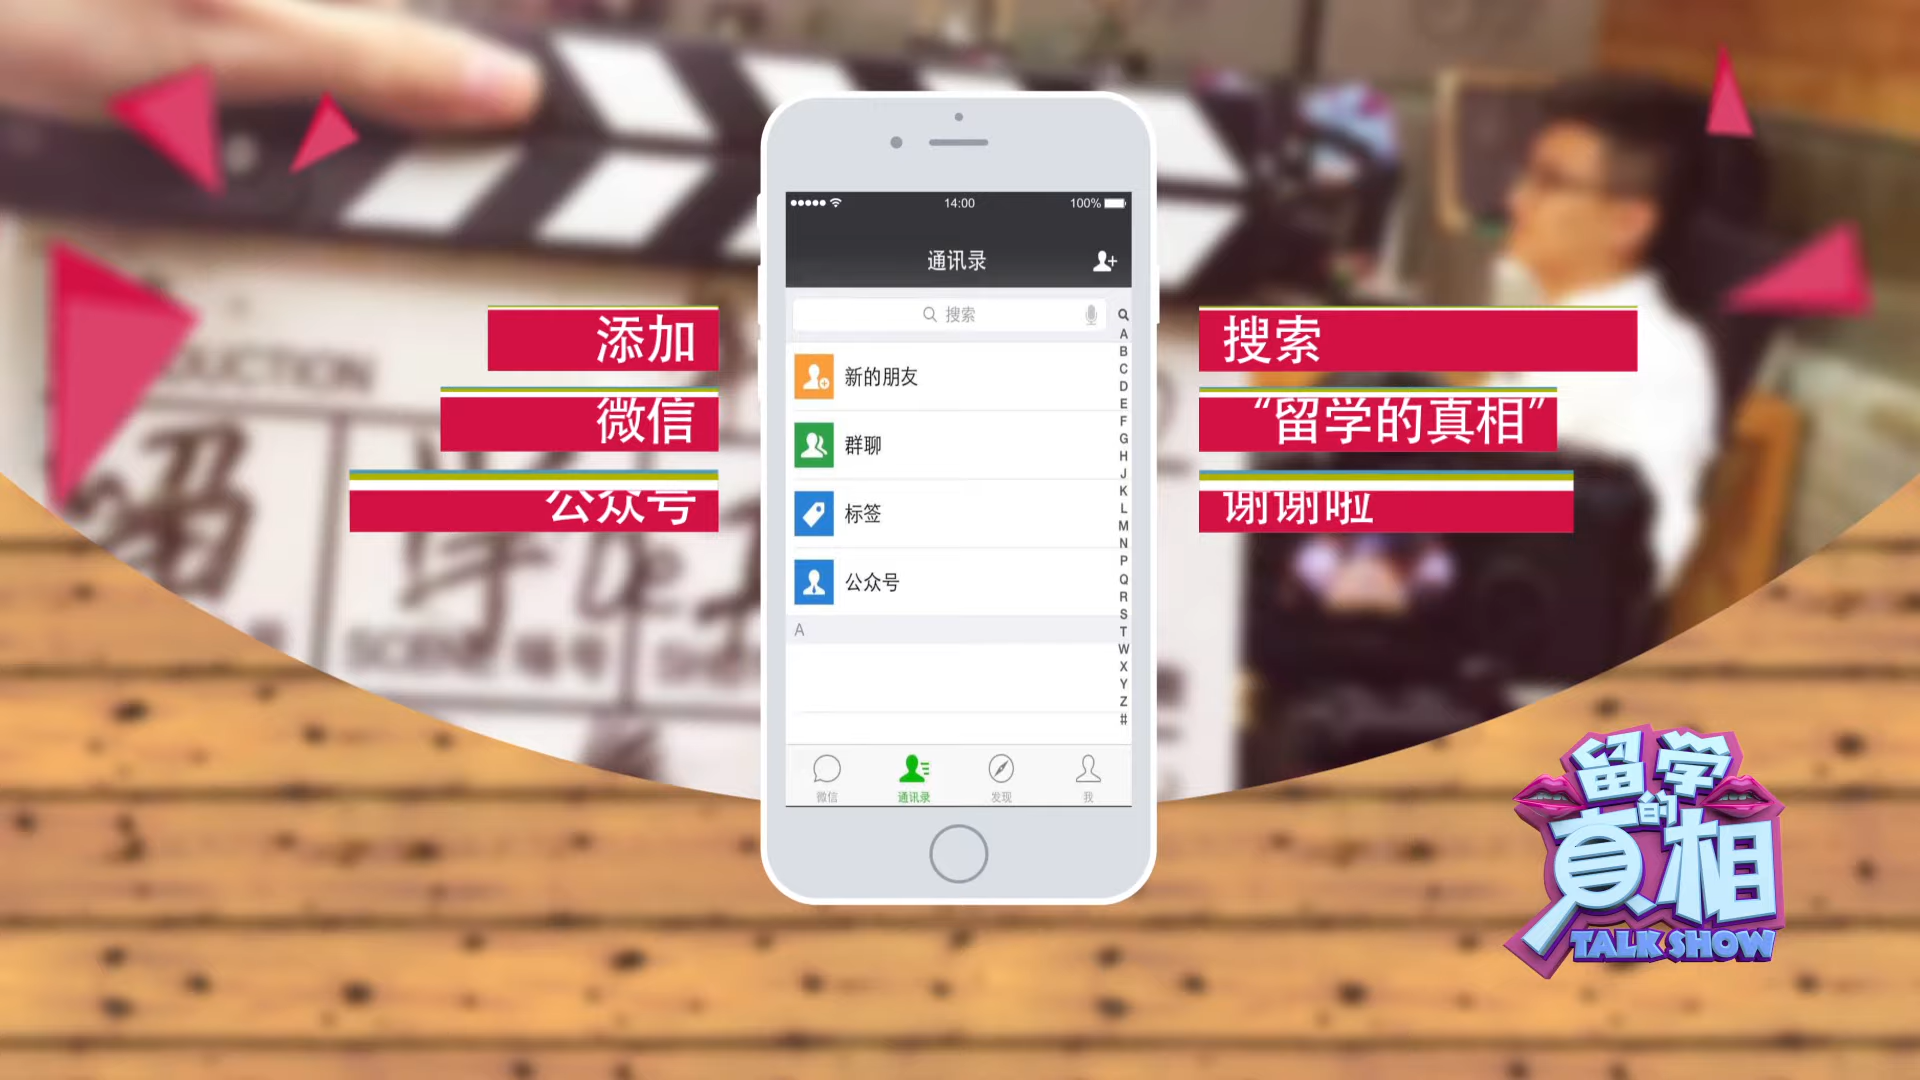 添加
微信
公众号
14:00
100%
通讯录
搜索
新的朋友
群聊
标签
公众号
A
A
B
C
D
E
F
G
H
J
K
L
M
N
P
Q
R
S
T
W
X
Y
Z
#
微信
通讯录
发现
我
搜索
“留学的真相”
谢谢啦
留学
的
真相
TALK SHOW
SCENE